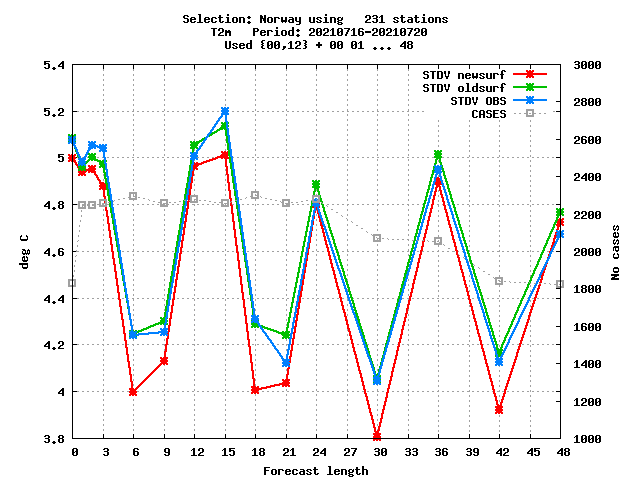 Selection: Norway using   231 stations
T2m   Period: 20210716-20210720
Used {00,12} + 00 01 ... 48
STDV newsurf
STDV oldsurf
STDV OBS
CASES
deg C
5.4
5.2
5
4.8
4.6
4.4
4.2
4
3.8
3000
2800
2600
2400
2200
2000
1800
1600
1400
1200
1000
No cases
0 3 6 9 12 15 18 21 24 27 30 33 36 39 42 45 48
Forecast length